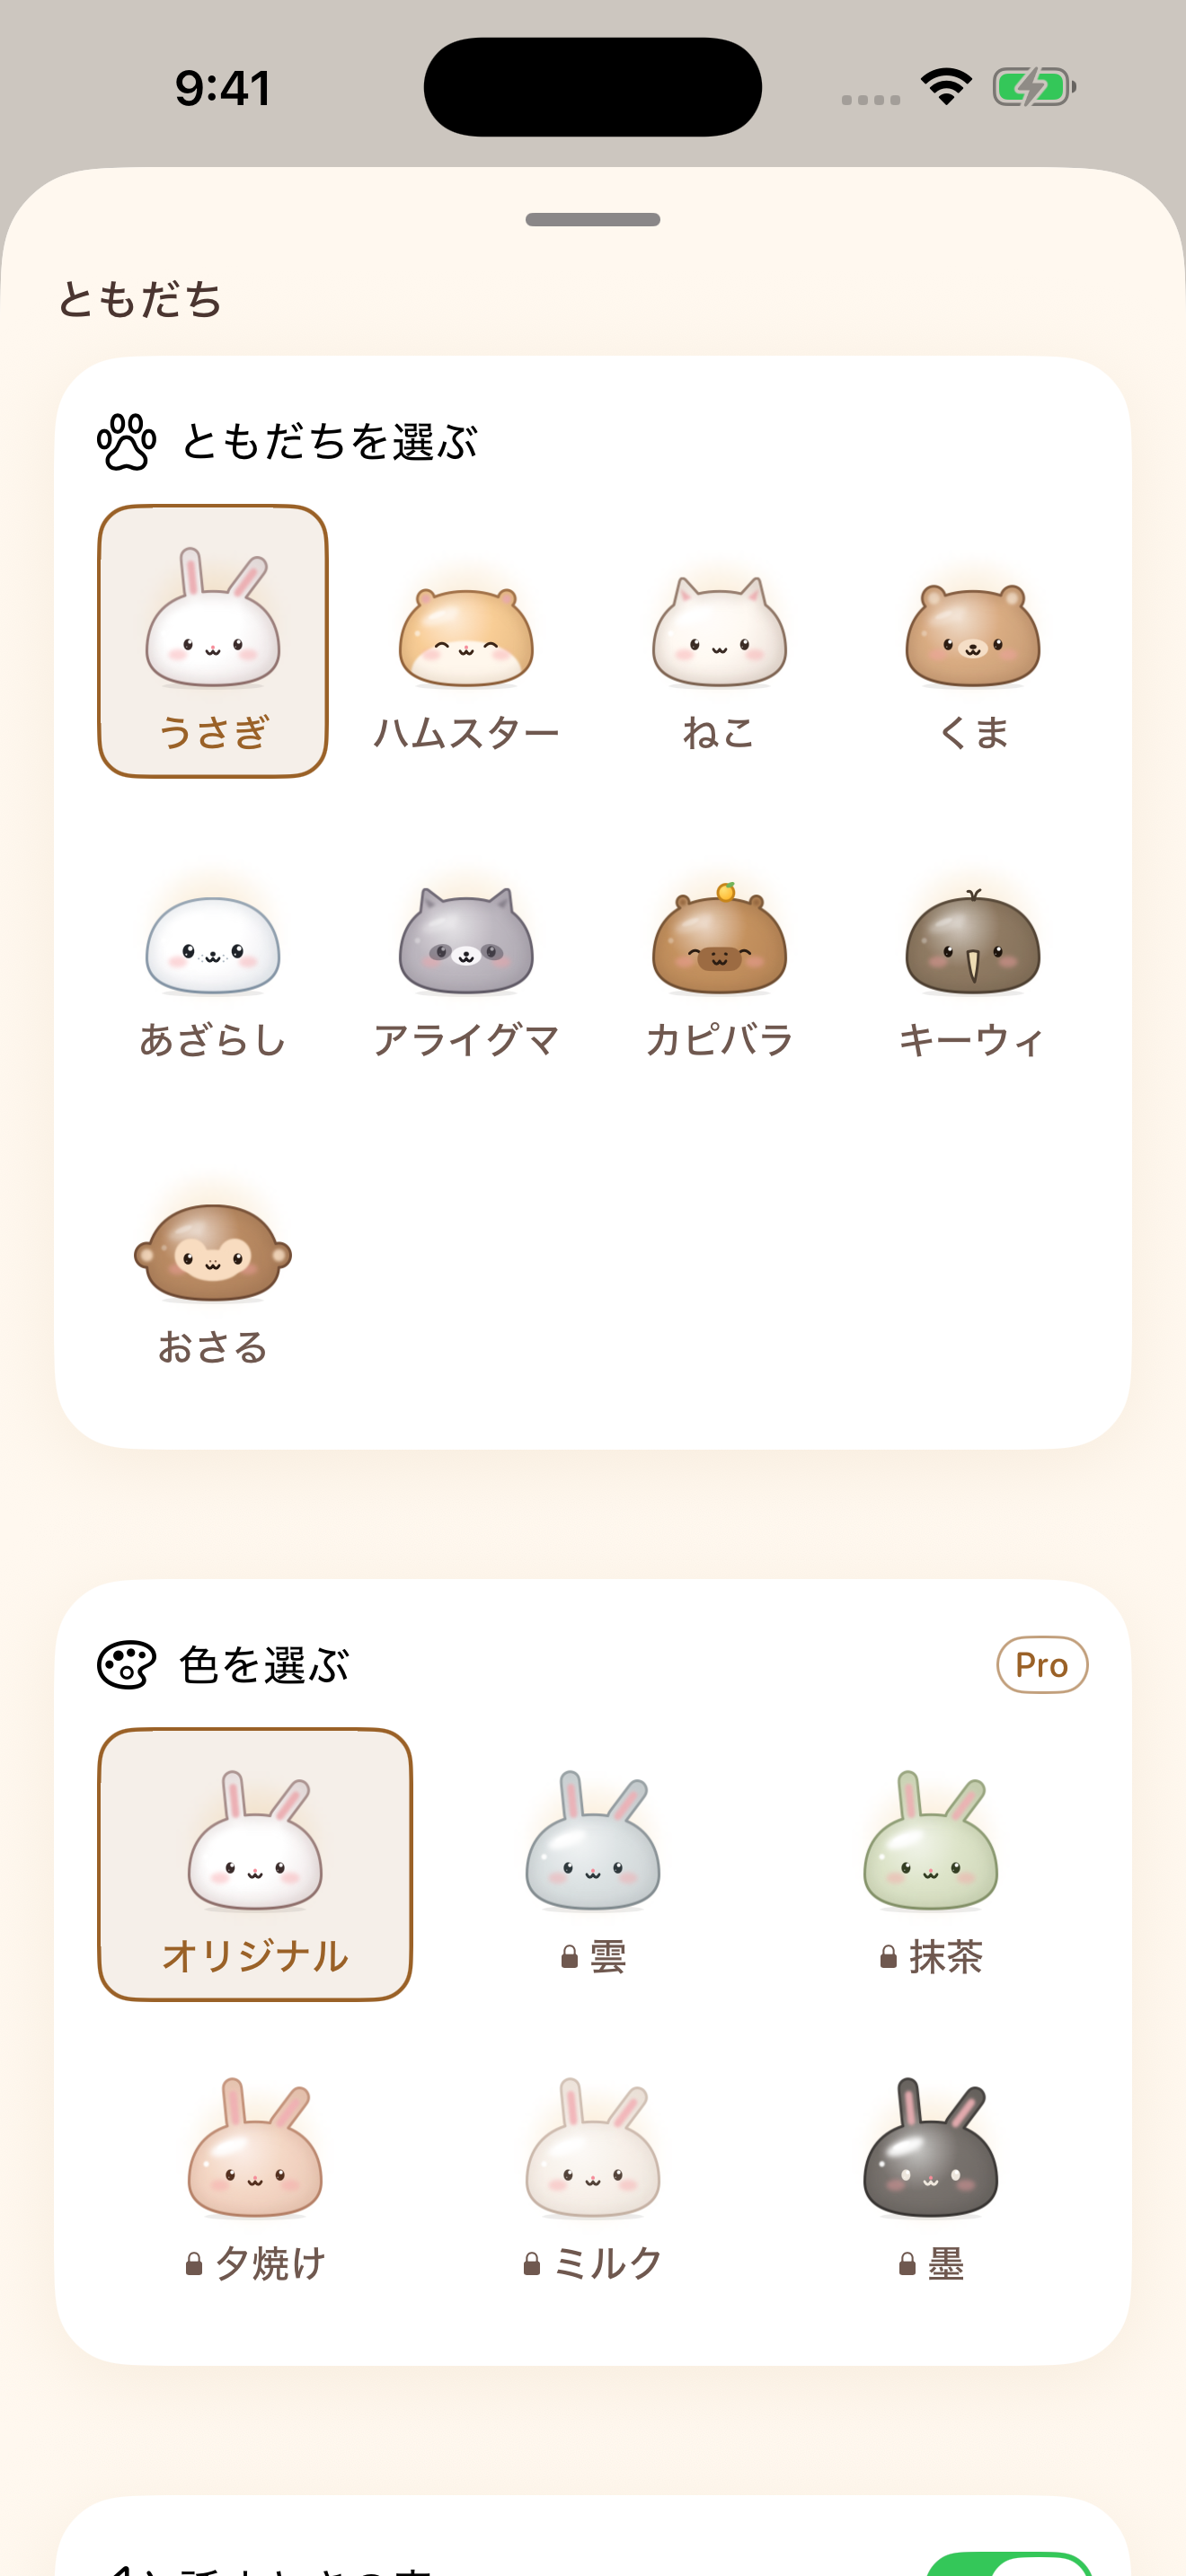 9:41
ともだち
ともだちを選ぶ
うさぎ ハムスター ねこ くま
あざらし アライグマ カピバラ キーウィ
おさる
色を選ぶ Pro
オリジナル 雲 抹茶
夕焼け ミルク 墨